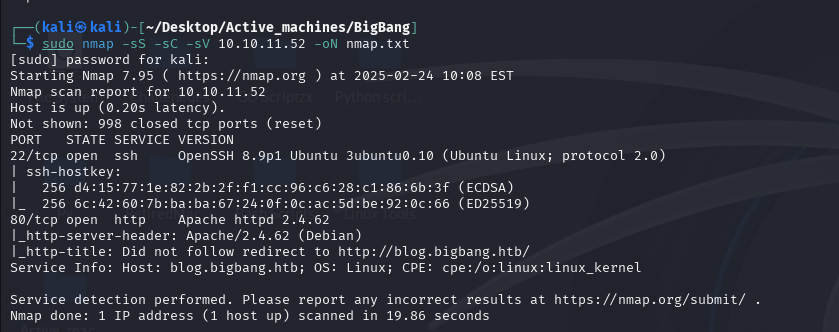 ┌──(kali㉿kali)-[~/Desktop/Active_machines/BigBang]
└─$ sudo nmap -sS -sC -sV 10.10.11.52 -oN nmap.txt
[sudo] password for kali:
Starting Nmap 7.95 ( https://nmap.org ) at 2025-02-24 10:08 EST
Nmap scan report for 10.10.11.52
Host is up (0.20s latency).
Not shown: 998 closed tcp ports (reset)
PORT   STATE SERVICE VERSION
22/tcp open  ssh     OpenSSH 8.9p1 Ubuntu 3ubuntu0.10 (Ubuntu Linux; protocol 2.0)
| ssh-hostkey:
|   256 d4:15:77:1e:82:2b:2f:f1:cc:96:c6:28:c1:86:6b:3f (ECDSA)
|_  256 6c:42:60:7b:ba:ba:67:24:0f:0c:ac:5d:be:92:0c:66 (ED25519)
80/tcp open  http    Apache httpd 2.4.62
|_http-server-header: Apache/2.4.62 (Debian)
|_http-title: Did not follow redirect to http://blog.bigbang.htb/
Service Info: Host: blog.bigbang.htb; OS: Linux; CPE: cpe:/o:linux:linux_kernel

Service detection performed. Please report any incorrect results at https://nmap.org/submit/ .
Nmap done: 1 IP address (1 host up) scanned in 19.86 seconds